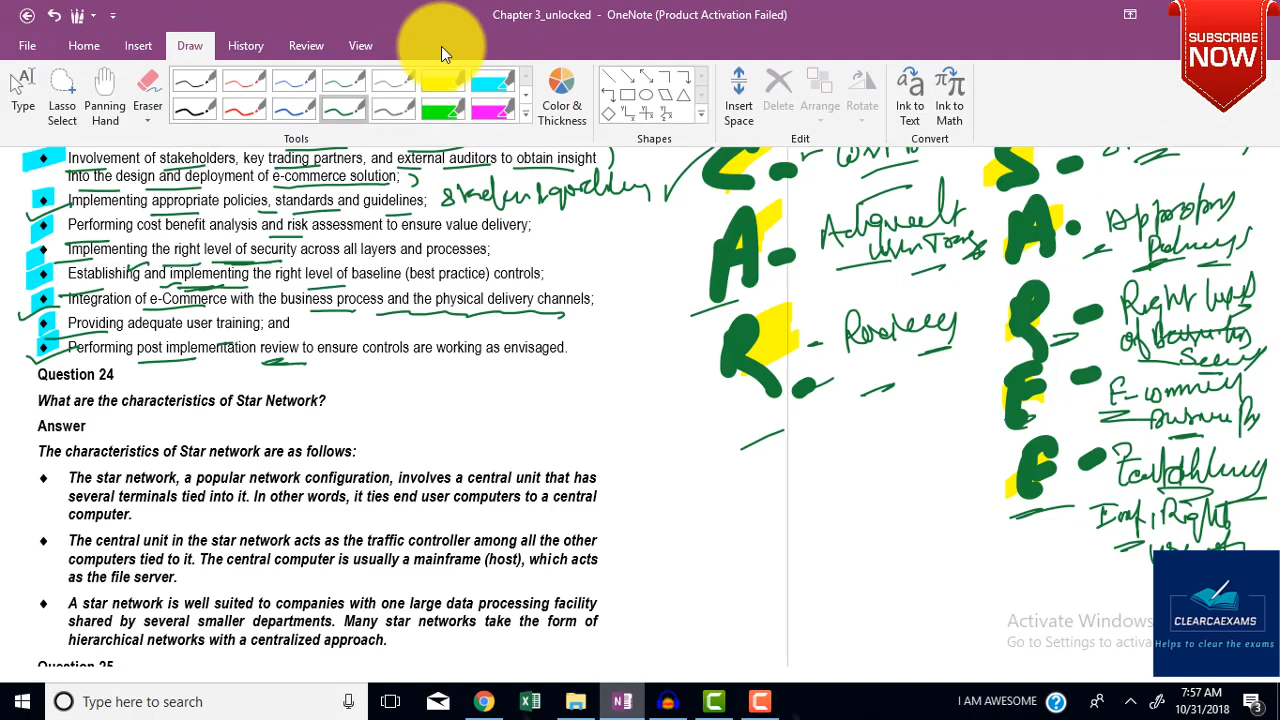 Chapter 3_unlocked - OneNote (Product Activation Failed)
SUBSCRIBE
NOW
File Home Insert Draw History Review View
Type Lasso Select Panning Hand Eraser Color & Thickness Insert Space Delete Arrange Rotate Ink to Text Ink to Math
Tools Shapes Edit Convert
♦ Involvement of stakeholders, key trading partners, and external auditors to obtain insight
into the design and deployment of e-commerce solution;
♦ Implementing appropriate policies, standards and guidelines;
♦ Performing cost benefit analysis and risk assessment to ensure value delivery;
♦ Implementing the right level of security across all layers and processes;
♦ Establishing and implementing the right level of baseline (best practice) controls;
♦ Integration of e-Commerce with the business process and the physical delivery channels;
♦ Providing adequate user training; and
♦ Performing post implementation review to ensure controls are working as envisaged.
Question 24
What are the characteristics of Star Network?
Answer
The characteristics of Star network are as follows:
♦ The star network, a popular network configuration, involves a central unit that has
several terminals tied into it. In other words, it ties end user computers to a central
computer.
♦ The central unit in the star network acts as the traffic controller among all the other
computers tied to it. The central computer is usually a mainframe (host), which acts
as the file server.
♦ A star network is well suited to companies with one large data processing facility
shared by several smaller departments. Many star networks take the form of
hierarchical networks with a centralized approach.
Question 25
A
R
S
A
R
E
E
Right
of
E-
Right
Activate Windows
Go to Settings to activa
CLEARCAEXAMS
Helps to clear the exams
Type here to search
I AM AWESOME
7:57 AM
10/31/2018
3